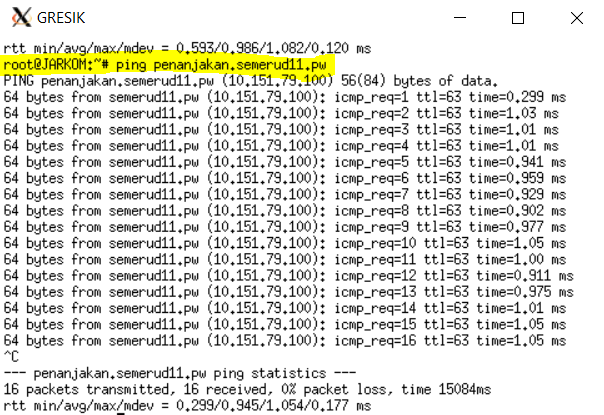 GRESIK
rtt min/avg/max/mdev = 0.593/0.986/1.082/0.120 ms
root@JARKOM:~# ping penanjakan.semerud11.pw
PING penanjakan.semerud11.pw (10.151.79.100) 56(84) bytes of data.
64 bytes from semerud11.pw (10.151.79.100): icmp_req=1 ttl=63 time=0.299 ms
64 bytes from semerud11.pw (10.151.79.100): icmp_req=2 ttl=63 time=1.03 ms
64 bytes from semerud11.pw (10.151.79.100): icmp_req=3 ttl=63 time=1.01 ms
64 bytes from semerud11.pw (10.151.79.100): icmp_req=4 ttl=63 time=1.01 ms
64 bytes from semerud11.pw (10.151.79.100): icmp_req=5 ttl=63 time=0.941 ms
64 bytes from semerud11.pw (10.151.79.100): icmp_req=6 ttl=63 time=0.959 ms
64 bytes from semerud11.pw (10.151.79.100): icmp_req=7 ttl=63 time=0.929 ms
64 bytes from semerud11.pw (10.151.79.100): icmp_req=8 ttl=63 time=0.902 ms
64 bytes from semerud11.pw (10.151.79.100): icmp_req=9 ttl=63 time=0.977 ms
64 bytes from semerud11.pw (10.151.79.100): icmp_req=10 ttl=63 time=1.05 ms
64 bytes from semerud11.pw (10.151.79.100): icmp_req=11 ttl=63 time=1.00 ms
64 bytes from semerud11.pw (10.151.79.100): icmp_req=12 ttl=63 time=0.911 ms
64 bytes from semerud11.pw (10.151.79.100): icmp_req=13 ttl=63 time=0.975 ms
64 bytes from semerud11.pw (10.151.79.100): icmp_req=14 ttl=63 time=1.01 ms
64 bytes from semerud11.pw (10.151.79.100): icmp_req=15 ttl=63 time=1.05 ms
64 bytes from semerud11.pw (10.151.79.100): icmp_req=16 ttl=63 time=1.05 ms
^C
--- penanjakan.semerud11.pw ping statistics ---
16 packets transmitted, 16 received, 0% packet loss, time 15084ms
rtt min/avg/max/mdev = 0.299/0.945/1.054/0.177 ms